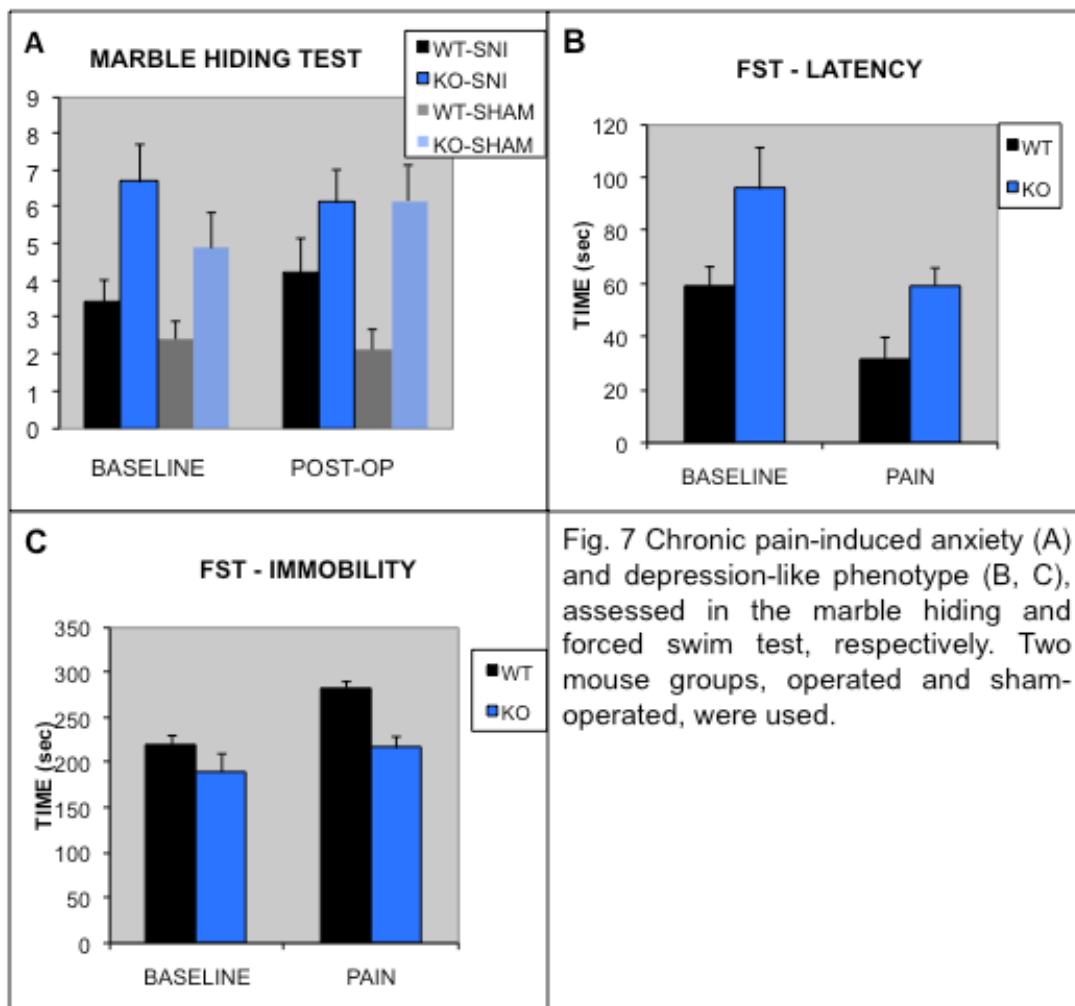 A
MARBLE HIDING TEST
WT-SNI
KO-SNI
WT-SHAM
KO-SHAM
9
8
7
6
5
4
3
2
1
0
BASELINE
POST-OP
B
FST - LATENCY
WT
KO
TIME (sec)
120
100
80
60
40
20
0
BASELINE
PAIN
C
FST - IMMOBILITY
WT
KO
TIME (sec)
350
300
250
200
150
100
50
0
BASELINE
PAIN
Fig. 7 Chronic pain-induced anxiety (A)
and depression-like phenotype (B, C),
assessed in the marble hiding and
forced swim test, respectively. Two
mouse groups, operated and sham-
operated, were used.